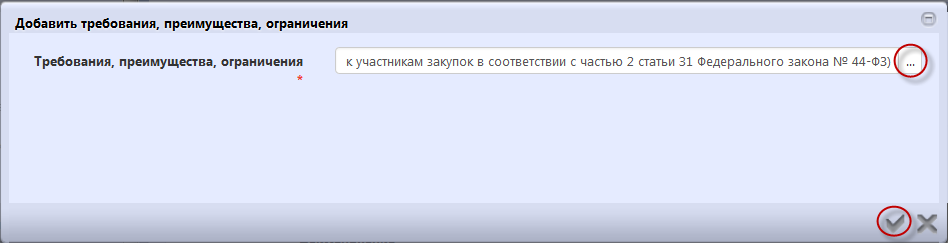 Добавить требования, преимущества, ограничения
Требования, преимущества, ограничения
*
к участникам закупок в соответствии с частью 2 статьи 31 Федерального закона № 44-ФЗ) ...